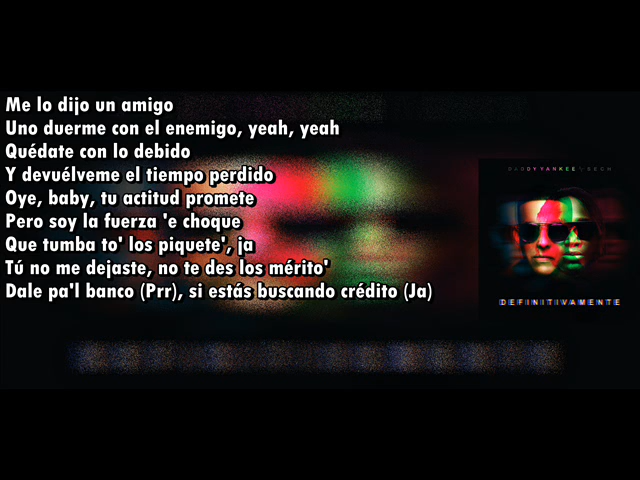 Me lo dijo un amigo
Uno duerme con el enemigo, yeah, yeah
Quédate con lo debido
Y devuélveme el tiempo perdido
Oye, baby, tu actitud promete
Pero soy la fuerza 'e choque
Que tumba to' los piquete', ja
Tú no me dejaste, no te des los mérito'
Dale pa'l banco (Prr), si estás buscando crédito (Ja)
DADDY YANKEE SECH
DEFINITIVAMENTE